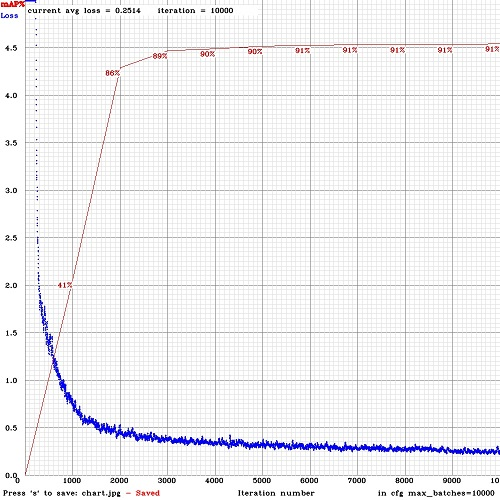 mAP%
Loss
current avg loss = 0.2514 iteration = 10000
4.5
91% 91% 91% 91% 91%
90% 90%
89%
86%
4.0
3.5
3.0
2.5
2.0
41%
1.5
1.0
0.5
0.0
0 1000 2000 3000 4000 5000 6000 7000 8000 9000 10
Press 's' to save: chart.jpg - Saved Iteration number in cfg max_batches=10000